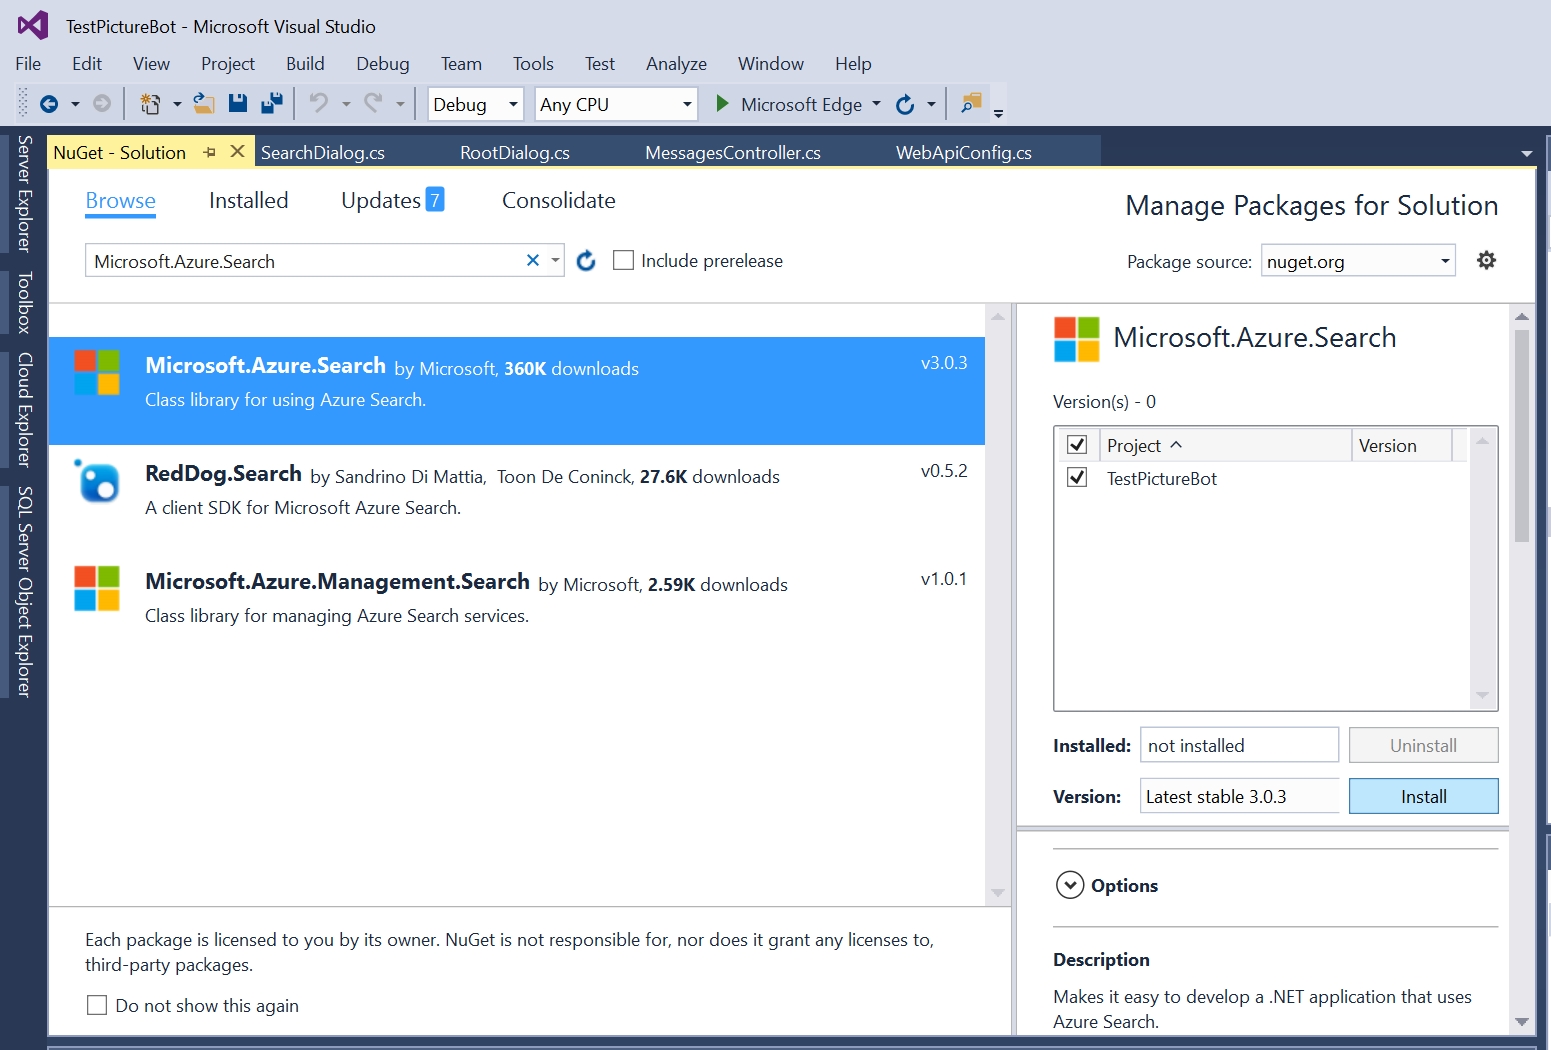 TestPictureBot - Microsoft Visual Studio
File Edit View Project Build Debug Team Tools Test Analyze Window Help
Debug Any CPU Microsoft Edge
Server Explorer
Toolbox
Cloud Explorer
SQL Server Object Explorer
NuGet - Solution SearchDialog.cs RootDialog.cs MessagesController.cs WebApiConfig.cs
Browse Installed Updates 7 Consolidate
Manage Packages for Solution
Microsoft.Azure.Search Include prerelease
Package source: nuget.org
Microsoft.Azure.Search by Microsoft, 360K downloads v3.0.3
Class library for using Azure Search.
RedDog.Search by Sandrino Di Mattia, Toon De Coninck, 27.6K downloads v0.5.2
A client SDK for Microsoft Azure Search.
Microsoft.Azure.Management.Search by Microsoft, 2.59K downloads v1.0.1
Class library for managing Azure Search services.
Each package is licensed to you by its owner. NuGet is not responsible for, nor does it grant any licenses to,
third-party packages.
Do not show this again
Microsoft.Azure.Search
Version(s) - 0
Project Version
TestPictureBot
Installed: not installed Uninstall
Version: Latest stable 3.0.3 Install
Options
Description
Makes it easy to develop a .NET application that uses
Azure Search.